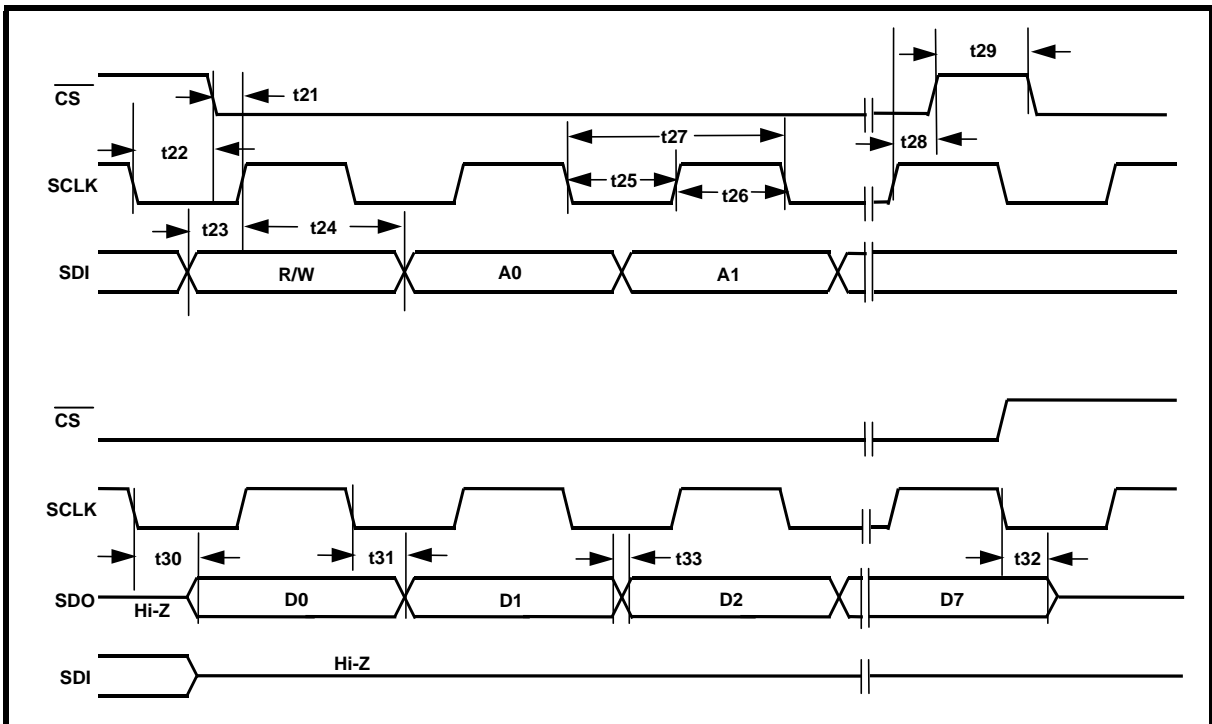 t29
CS
t21
t27
t22
t28
SCLK
t25
t26
t23
t24
SDI
R/W
A0
A1
CS
SCLK
t30
t31
t33
t32
SDO
Hi-Z
D0
D1
D2
D7
Hi-Z
SDI